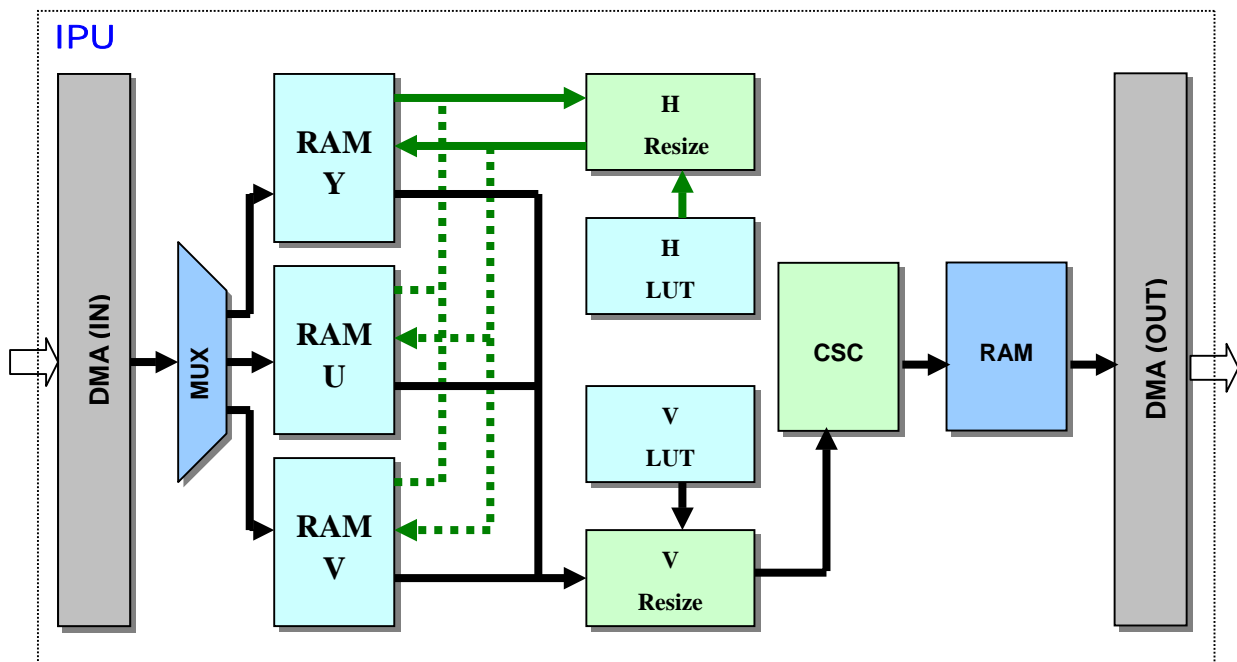 IPU
DMA (IN)
MUX
RAM
Y
RAM
U
RAM
V
H
Resize
H
LUT
V
LUT
V
Resize
CSC
RAM
DMA (OUT)